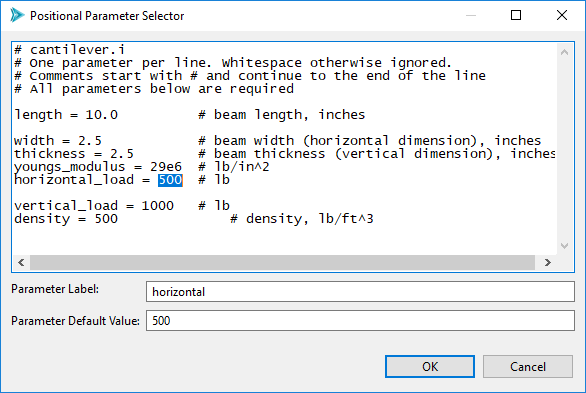 Positional Parameter Selector
# cantilever.i
# One parameter per line. Whitespace otherwise ignored.
# Comments start with # and continue to the end of the line
# All parameters below are required
length = 10.0 # beam length, inches
width = 2.5 # beam width (horizontal dimension), inches
thickness = 2.5 # beam thickness (vertical dimension), inches
youngs_modulus = 29e6 # lb/in^2
horizontal_load = 500 # lb
vertical_load = 1000 # lb
density = 500 # density, lb/ft^3
Parameter Label: horizontal
Parameter Default Value: 500
OK Cancel